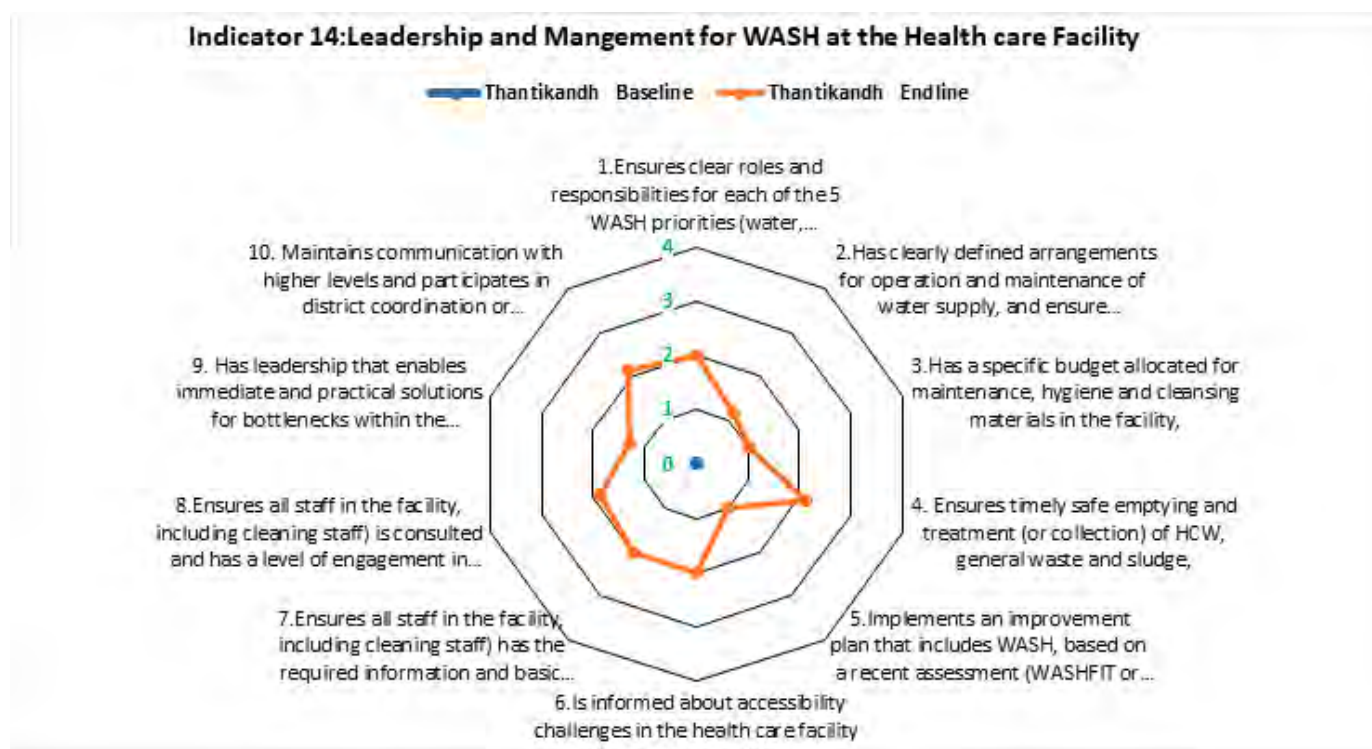 Indicator 14:Leadership and Mangement for WASH at the Health care Facility
Thantikandh Baseline Thantikandh Endline
1.Ensures clear roles and
responsibilities for each of the 5
WASH priorities (water,...
2.Has clearly defined arrangements
for operation and maintenance of
water supply, and ensure...
3.Has a specific budget allocated for
maintenance, hygiene and cleansing
materials in the facility,
4. Ensures timely safe emptying and
treatment (or collection) of HCW,
general waste and sludge,
5.Implements an improvement
plan that includes WASH, based on
a recent assessment (WASHFIT or...
6.Is informed about accessibility
challenges in the health care facility
7.Ensures all staff in the facility,
including cleaning staff) has the
required information and basic...
8.Ensures all staff in the facility,
including cleaning staff) is consulted
and has a level of engagement in...
9. Has leadership that enables
immediate and practical solutions
for bottlenecks within the...
10. Maintains communication with
higher levels and participates in
district coordination or...
4
3
2
1
0